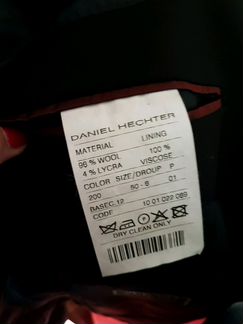 DANIEL HECHTER
MATERIAL LINING
96 % WOOL 100 %
4 % LYCRA VISCOSE
COLOR SIZE/DROUP P
200 50 - 6 01
BASEC.12
CODE 10 01 022 089
DRY CLEAN ONLY